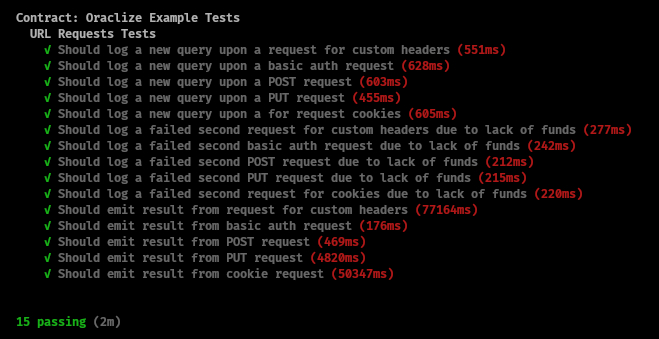 Contract: Oraclize Example Tests
URL Requests Tests
√ Should log a new query upon a request for custom headers (551ms)
√ Should log a new query upon a basic auth request (628ms)
√ Should log a new query upon a POST request (603ms)
√ Should log a new query upon a PUT request (455ms)
√ Should log a new query upon a for request cookies (605ms)
√ Should log a failed second request for custom headers due to lack of funds (277ms)
√ Should log a failed second basic auth request due to lack of funds (242ms)
√ Should log a failed second POST request due to lack of funds (212ms)
√ Should log a failed second PUT request due to lack of funds (215ms)
√ Should log a failed second request for cookies due to lack of funds (220ms)
√ Should emit result from request for custom headers (77164ms)
√ Should emit result from basic auth request (176ms)
√ Should emit result from POST request (469ms)
√ Should emit result from PUT request (4820ms)
√ Should emit result from cookie request (50347ms)
15 passing (2m)